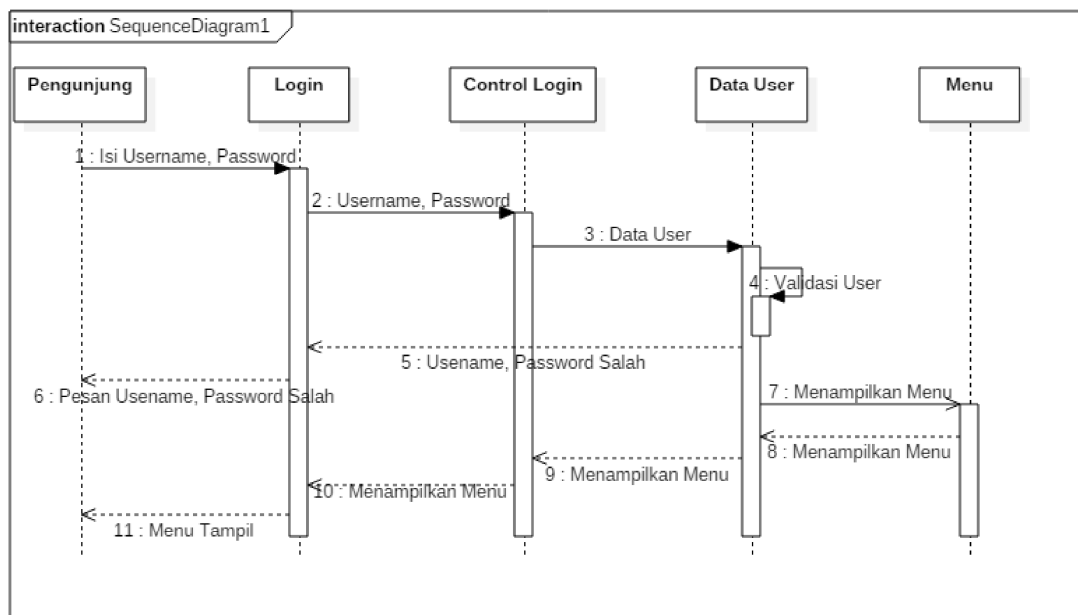 interaction SequenceDiagram1
Pengunjung
Login
Control Login
Data User
Menu
1 : Isi Username, Password
2 : Username, Password
3 : Data User
4 : Validasi User
5 : Usename, Password Salah
6 : Pesan Usename, Password Salah
7 : Menampilkan Menu
8 : Menampilkan Menu
9 : Menampilkan Menu
10 : Menampilkan Menu
11 : Menu Tampil